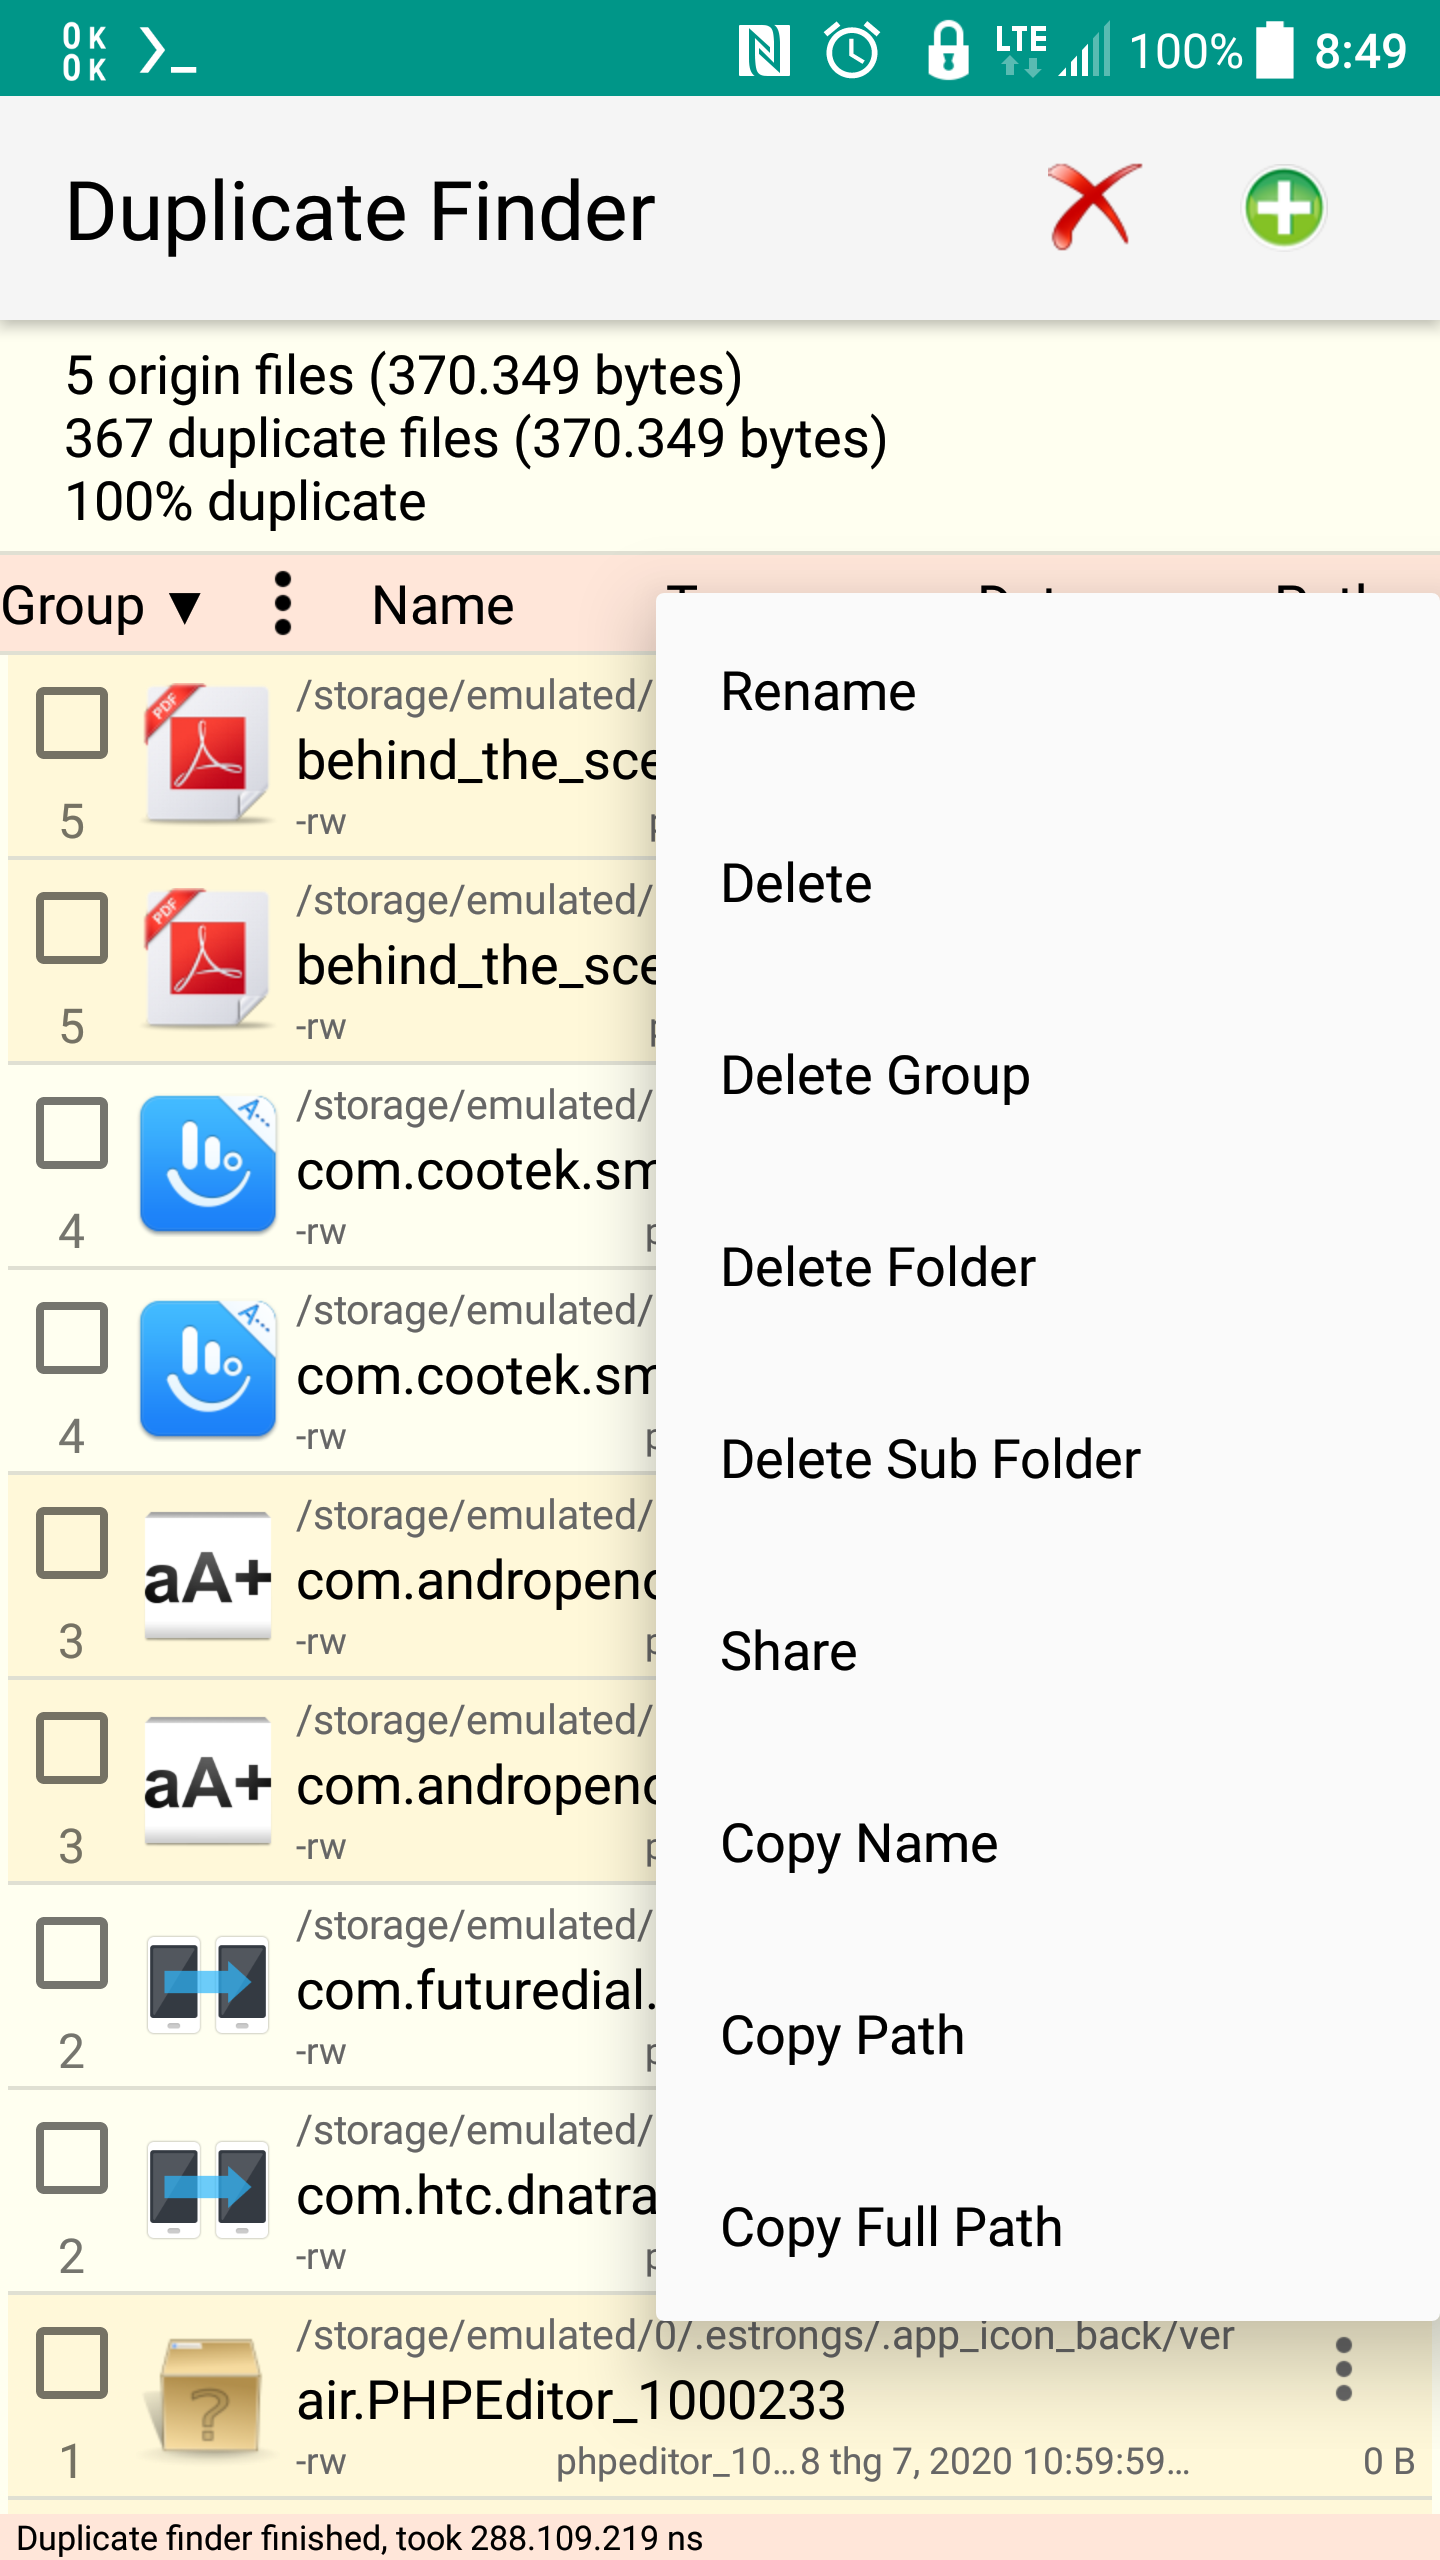 OK
OK
LTE 100% 8:49
Duplicate Finder
5 origin files (370.349 bytes)
367 duplicate files (370.349 bytes)
100% duplicate
Group ▼ Name
/storage/emulated/
PDF
behind_the_sce
5 -rw
/storage/emulated/
PDF
behind_the_sce
5 -rw
/storage/emulated/
A...
com.cootek.sm
4 -rw
/storage/emulated/
A...
com.cootek.sm
4 -rw
/storage/emulated/
aA+ com.andropeno
3 -rw
/storage/emulated/
aA+ com.andropeno
3 -rw
/storage/emulated/
com.futuredial.
2 -rw
/storage/emulated/
com.htc.dnatra
2 -rw
Rename
Delete
Delete Group
Delete Folder
Delete Sub Folder
Share
Copy Name
Copy Path
Copy Full Path
/storage/emulated/0/.estrongs/.app_icon_back/ver
air.PHPEditor_1000233
1 -rw phpeditor_10...8 thg 7, 2020 10:59:59... 0 B
Duplicate finder finished, took 288.109.219 ns